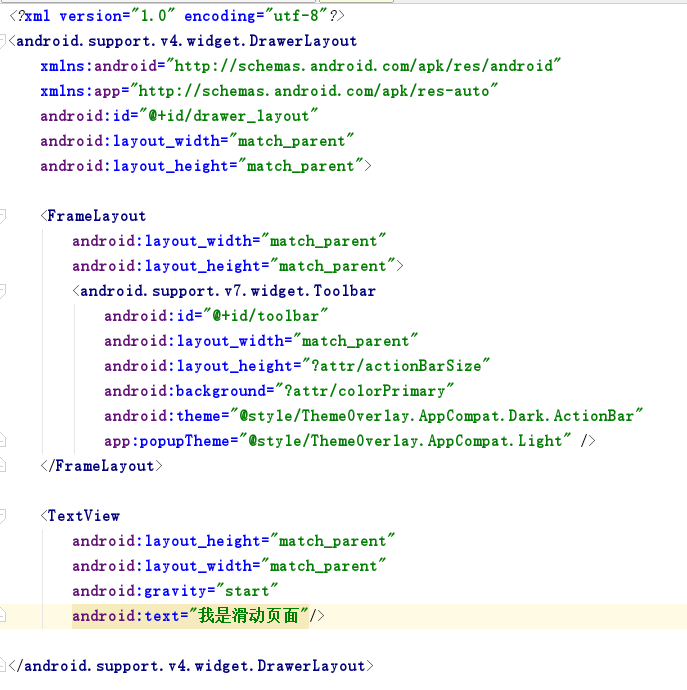 <?xml version="1.0" encoding="utf-8"?>
<android.support.v4.widget.DrawerLayout
    xmlns:android="http://schemas.android.com/apk/res/android"
    xmlns:app="http://schemas.android.com/apk/res-auto"
    android:id="@+id/drawer_layout"
    android:layout_width="match_parent"
    android:layout_height="match_parent">
    <FrameLayout
        android:layout_width="match_parent"
        android:layout_height="match_parent">
        <android.support.v7.widget.Toolbar
            android:id="@+id/toolbar"
            android:layout_width="match_parent"
            android:layout_height="?attr/actionBarSize"
            android:background="?attr/colorPrimary"
            android:theme="@style/ThemeOverlay.AppCompat.Dark.ActionBar"
            app:popupTheme="@style/ThemeOverlay.AppCompat.Light" />
    </FrameLayout>
    <TextView
        android:layout_height="match_parent"
        android:layout_width="match_parent"
        android:gravity="start"
        android:text="我是滑动页面"/>
</android.support.v4.widget.DrawerLayout>